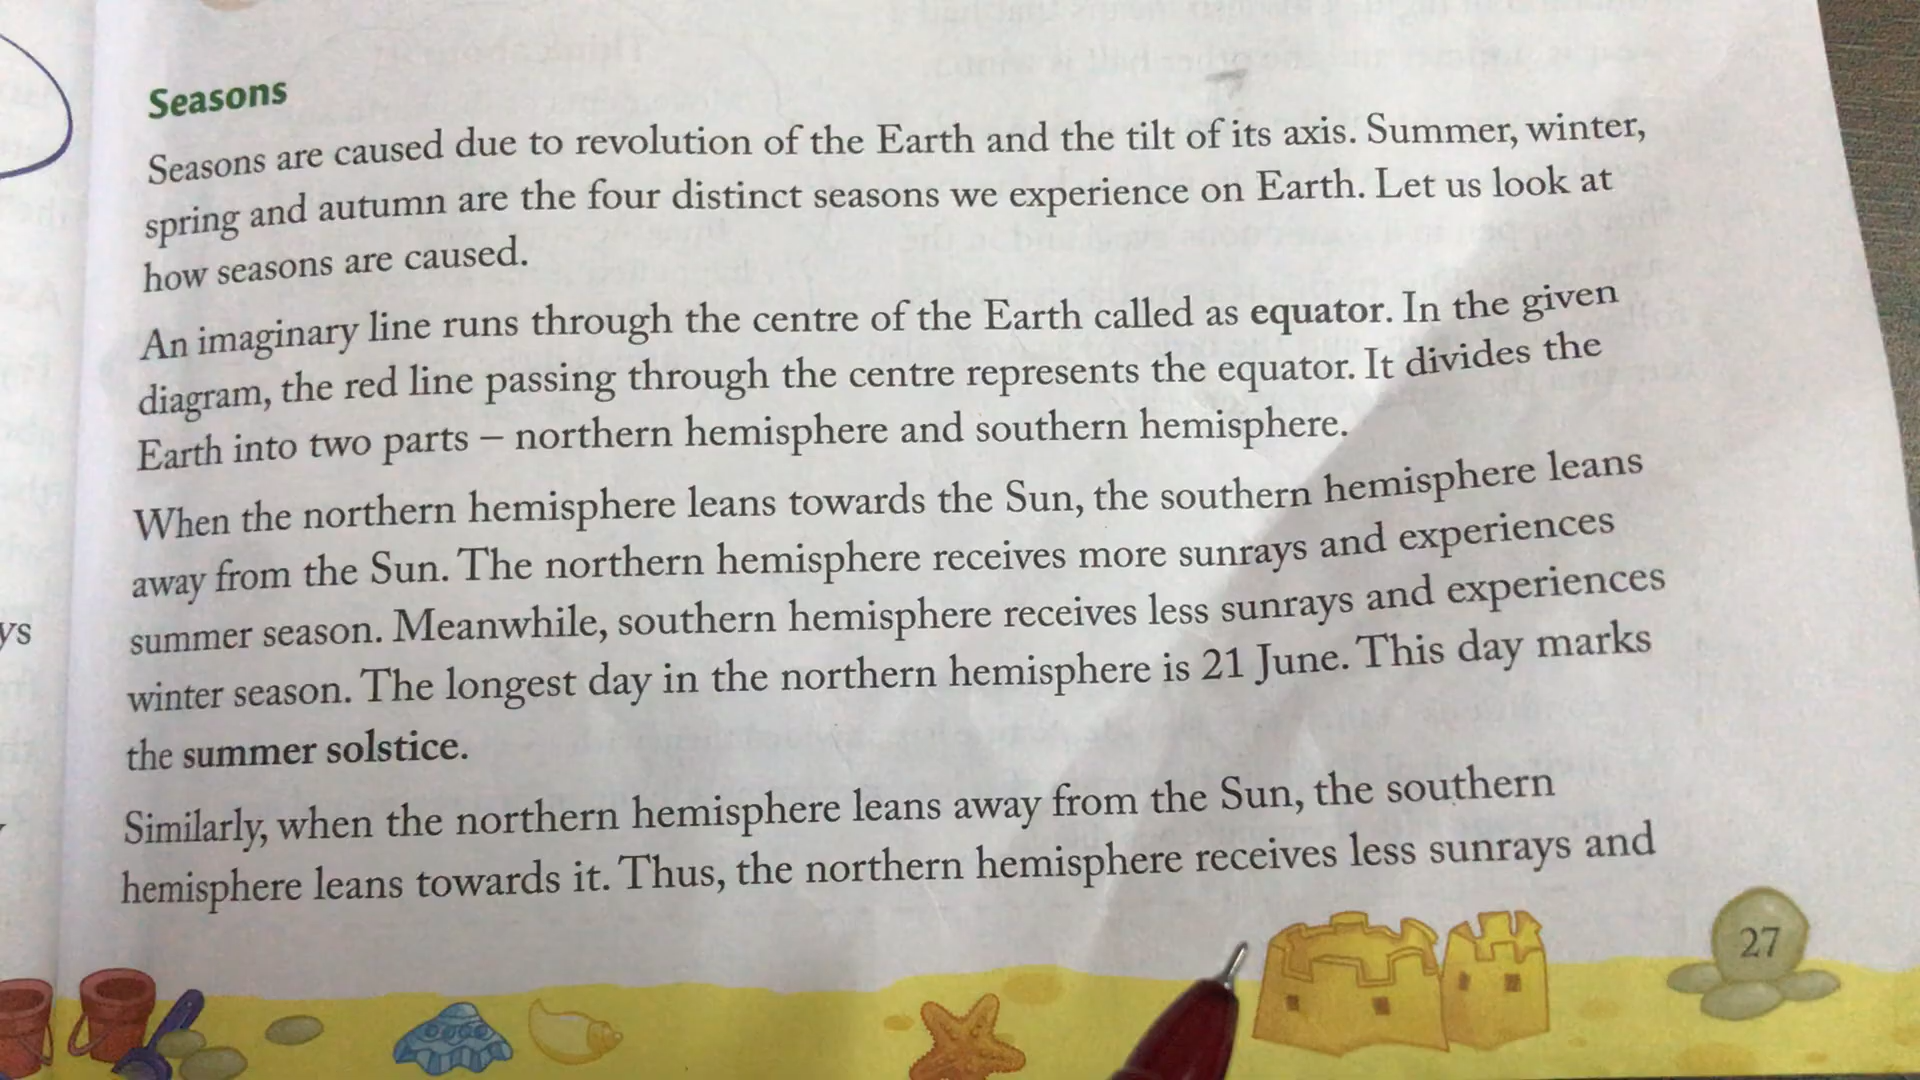 Seasons
Seasons are caused due to revolution of the Earth and the tilt of its axis. Summer, winter,
spring and autumn are the four distinct seasons we experience on Earth. Let us look at
how seasons are caused.
An imaginary line runs through the centre of the Earth called as equator. In the given
diagram, the red line passing through the centre represents the equator. It divides the
Earth into two parts – northern hemisphere and southern hemisphere.
When the northern hemisphere leans towards the Sun, the southern hemisphere leans
away from the Sun. The northern hemisphere receives more sunrays and experiences
summer season. Meanwhile, southern hemisphere receives less sunrays and experiences
winter season. The longest day in the northern hemisphere is 21 June. This day marks
the summer solstice.
Similarly, when the northern hemisphere leans away from the Sun, the southern
hemisphere leans towards it. Thus, the northern hemisphere receives less sunrays and
27